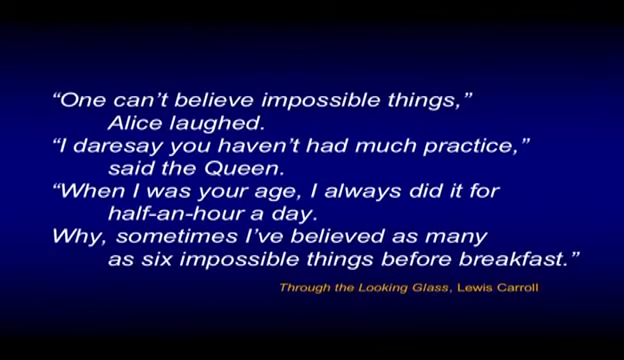 “One can’t believe impossible things,”
Alice laughed.
“I daresay you haven’t had much practice,”
said the Queen.
“When I was your age, I always did it for
half-an-hour a day.
Why, sometimes I’ve believed as many
as six impossible things before breakfast.”
Through the Looking Glass, Lewis Carroll